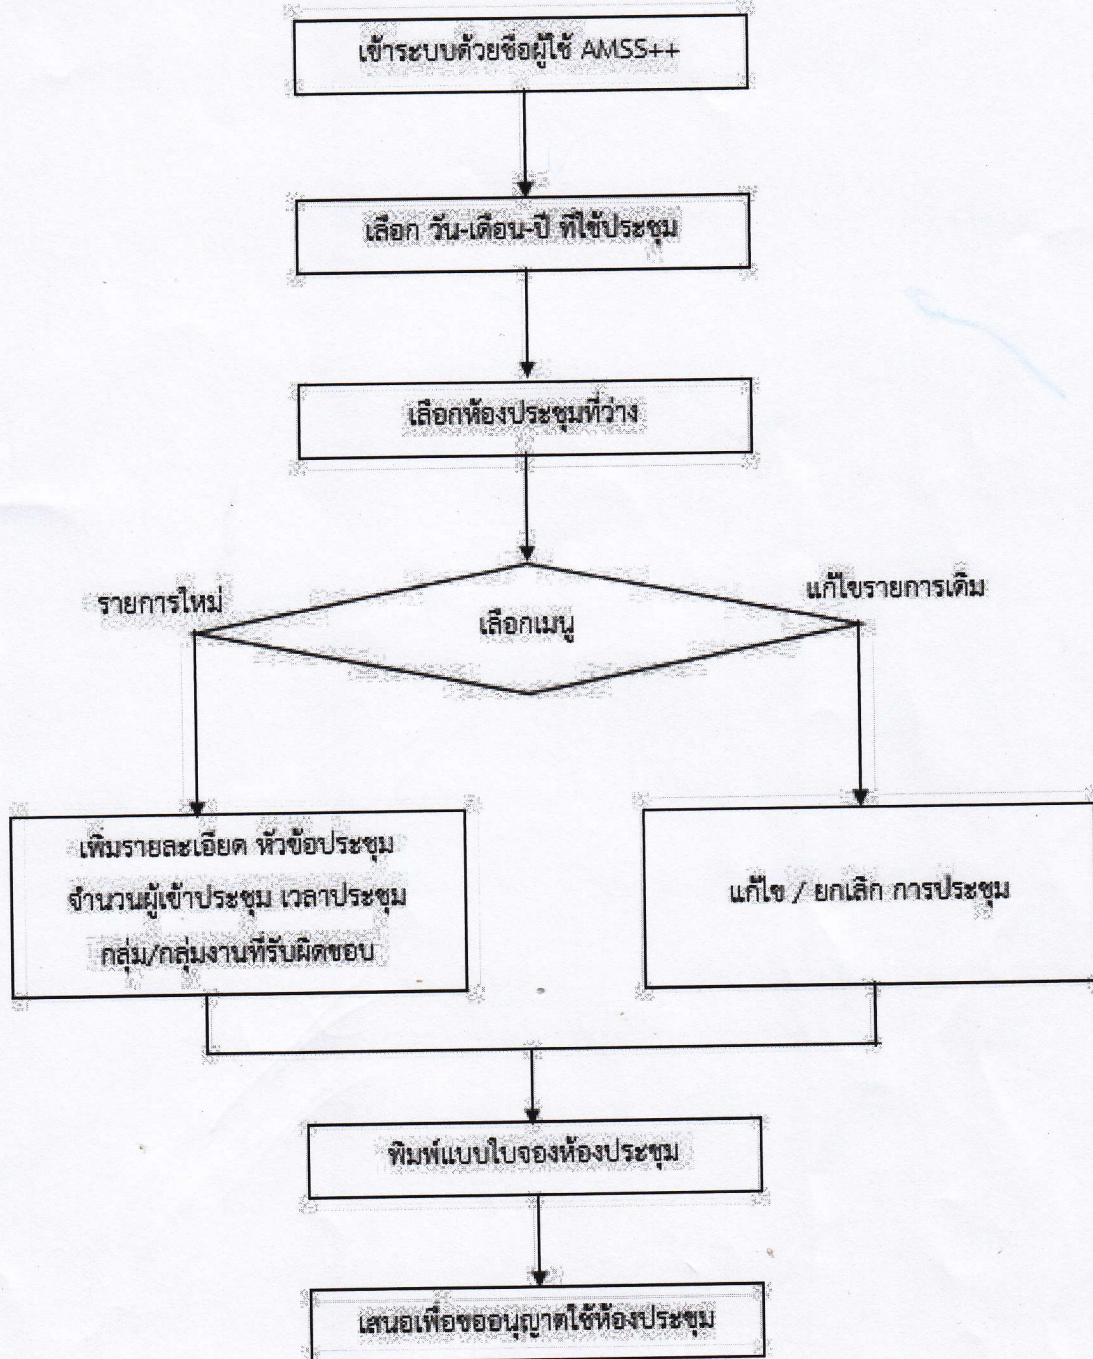 เข้าระบบด้วยชื่อผู้ใช้ AMSS++
เลือก วัน-เดือน-ปี ที่ใช้ประชุม
เลือกห้องประชุมที่ว่าง
รายการใหม่
เลือกเมนู
แก้ไขรายการเดิม
เพิ่มรายละเอียด หัวข้อประชุม
จำนวนผู้เข้าประชุม เวลาประชุม
กลุ่ม/กลุ่มงานที่รับผิดชอบ
แก้ไข / ยกเลิก การประชุม
พิมพ์แบบใบจองห้องประชุม
เสนอเพื่อขออนุญาตใช้ห้องประชุม